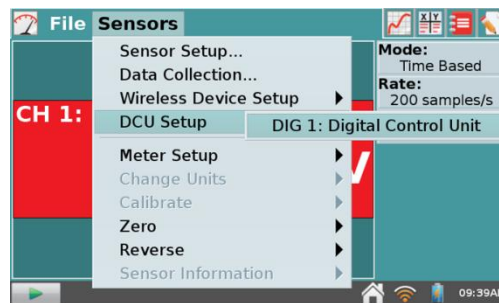 File Sensors
Sensor Setup...
Data Collection...
Wireless Device Setup
DCU Setup
DIG 1: Digital Control Unit
Meter Setup
Change Units
Calibrate
Zero
Reverse
Sensor Information
Mode:
Time Based
Rate:
200 samples/s
CH 1:
V
09:39A